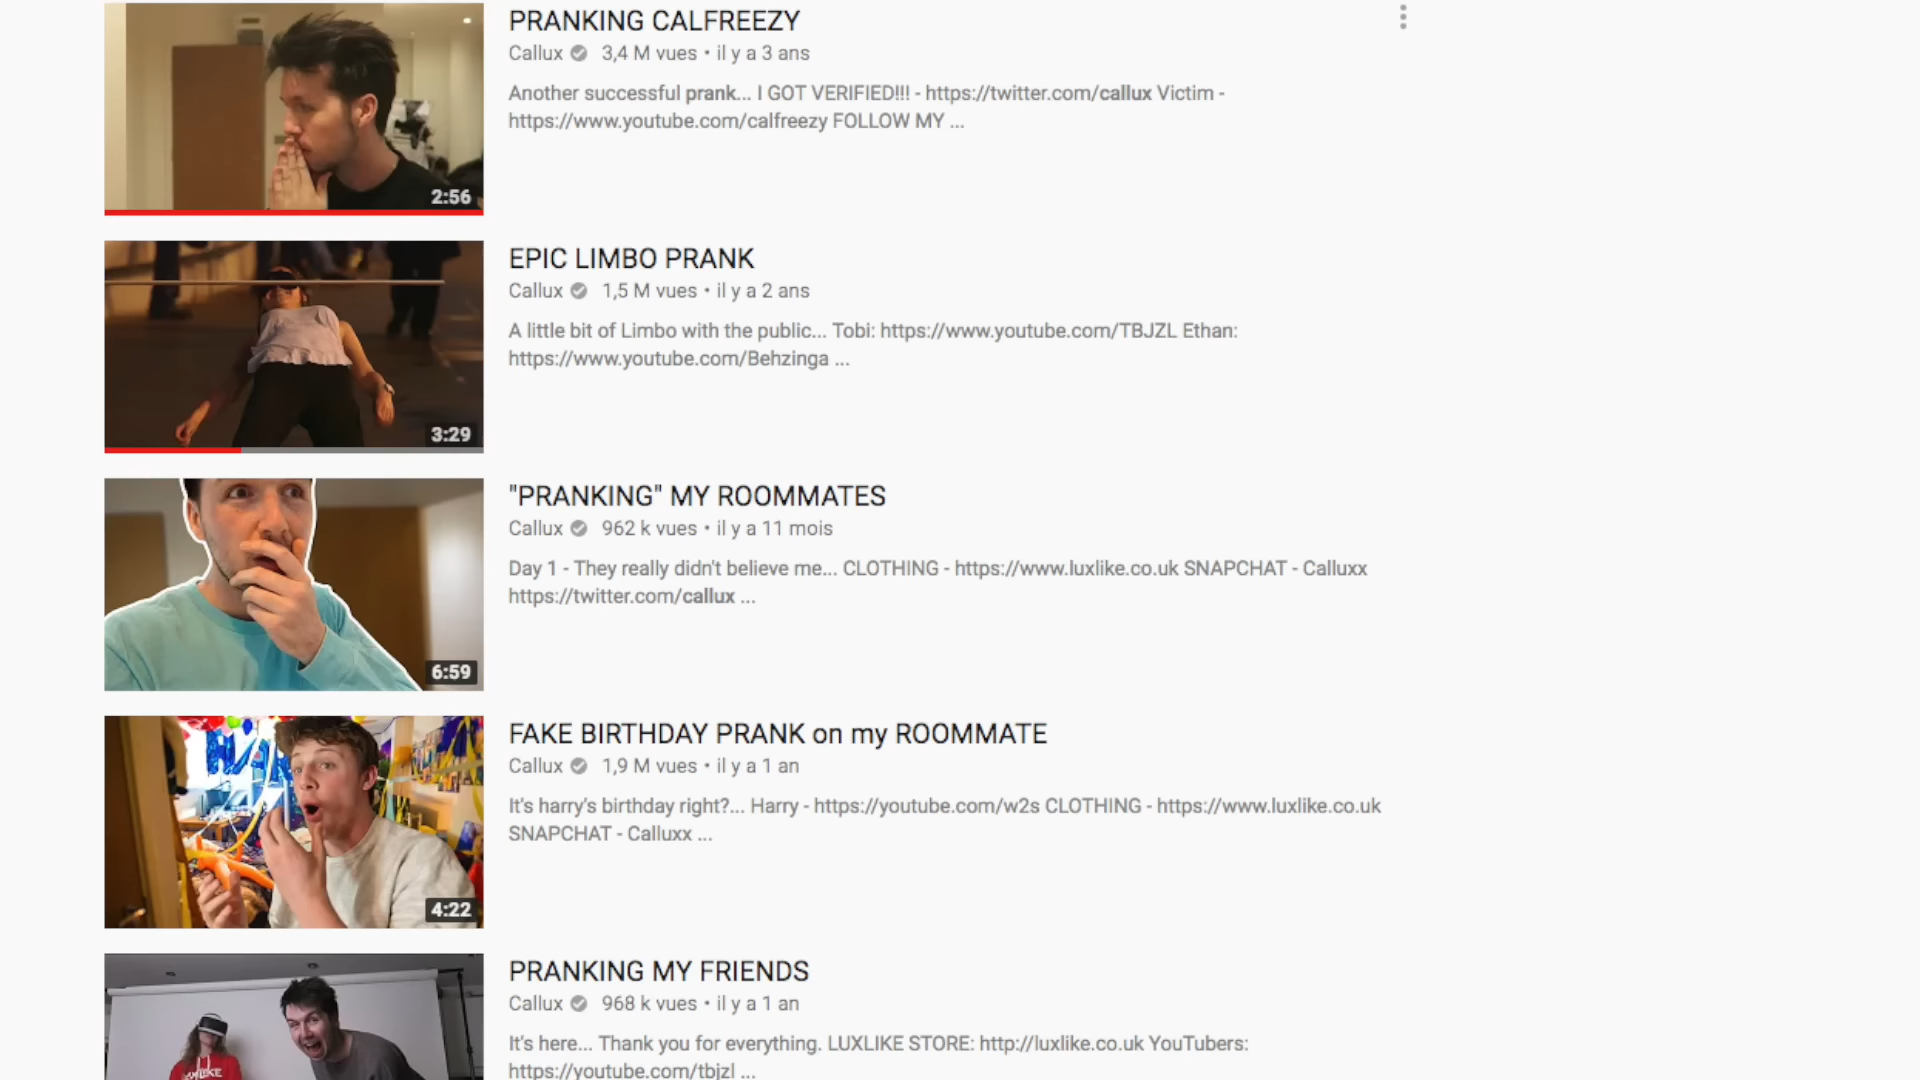 PRANKING CALFREEZY
Callux 3,4 M vues • il y a 3 ans
Another successful prank... I GOT VERIFIED!!! - https://twitter.com/callux Victim -
https://www.youtube.com/calfreezy FOLLOW MY ...
2:56
EPIC LIMBO PRANK
Callux 1,5 M vues • il y a 2 ans
A little bit of Limbo with the public... Tobi: https://www.youtube.com/TBJZL Ethan:
https://www.youtube.com/Behzinga ...
3:29
"PRANKING" MY ROOMMATES
Callux 962 k vues • il y a 11 mois
Day 1 - They really didn't believe me... CLOTHING - https://www.luxlike.co.uk SNAPCHAT - Calluxx
https://twitter.com/callux ...
6:59
FAKE BIRTHDAY PRANK on my ROOMMATE
Callux 1,9 M vues • il y a 1 an
It's harry's birthday right?... Harry - https://youtube.com/w2s CLOTHING - https://www.luxlike.co.uk
SNAPCHAT - Calluxx ...
4:22
PRANKING MY FRIENDS
Callux 968 k vues • il y a 1 an
It's here... Thank you for everything. LUXLIKE STORE: http://luxlike.co.uk YouTubers:
https://youtube.com/tbjzl ...